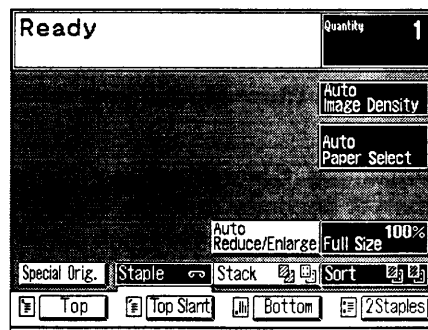 Ready
Quantity 1
Auto
Image Density
Auto
Paper Select
Auto
Reduce/Enlarge
100%
Full Size
Special Orig. Staple Stack Sort
Top Top Slant Bottom 2Staples